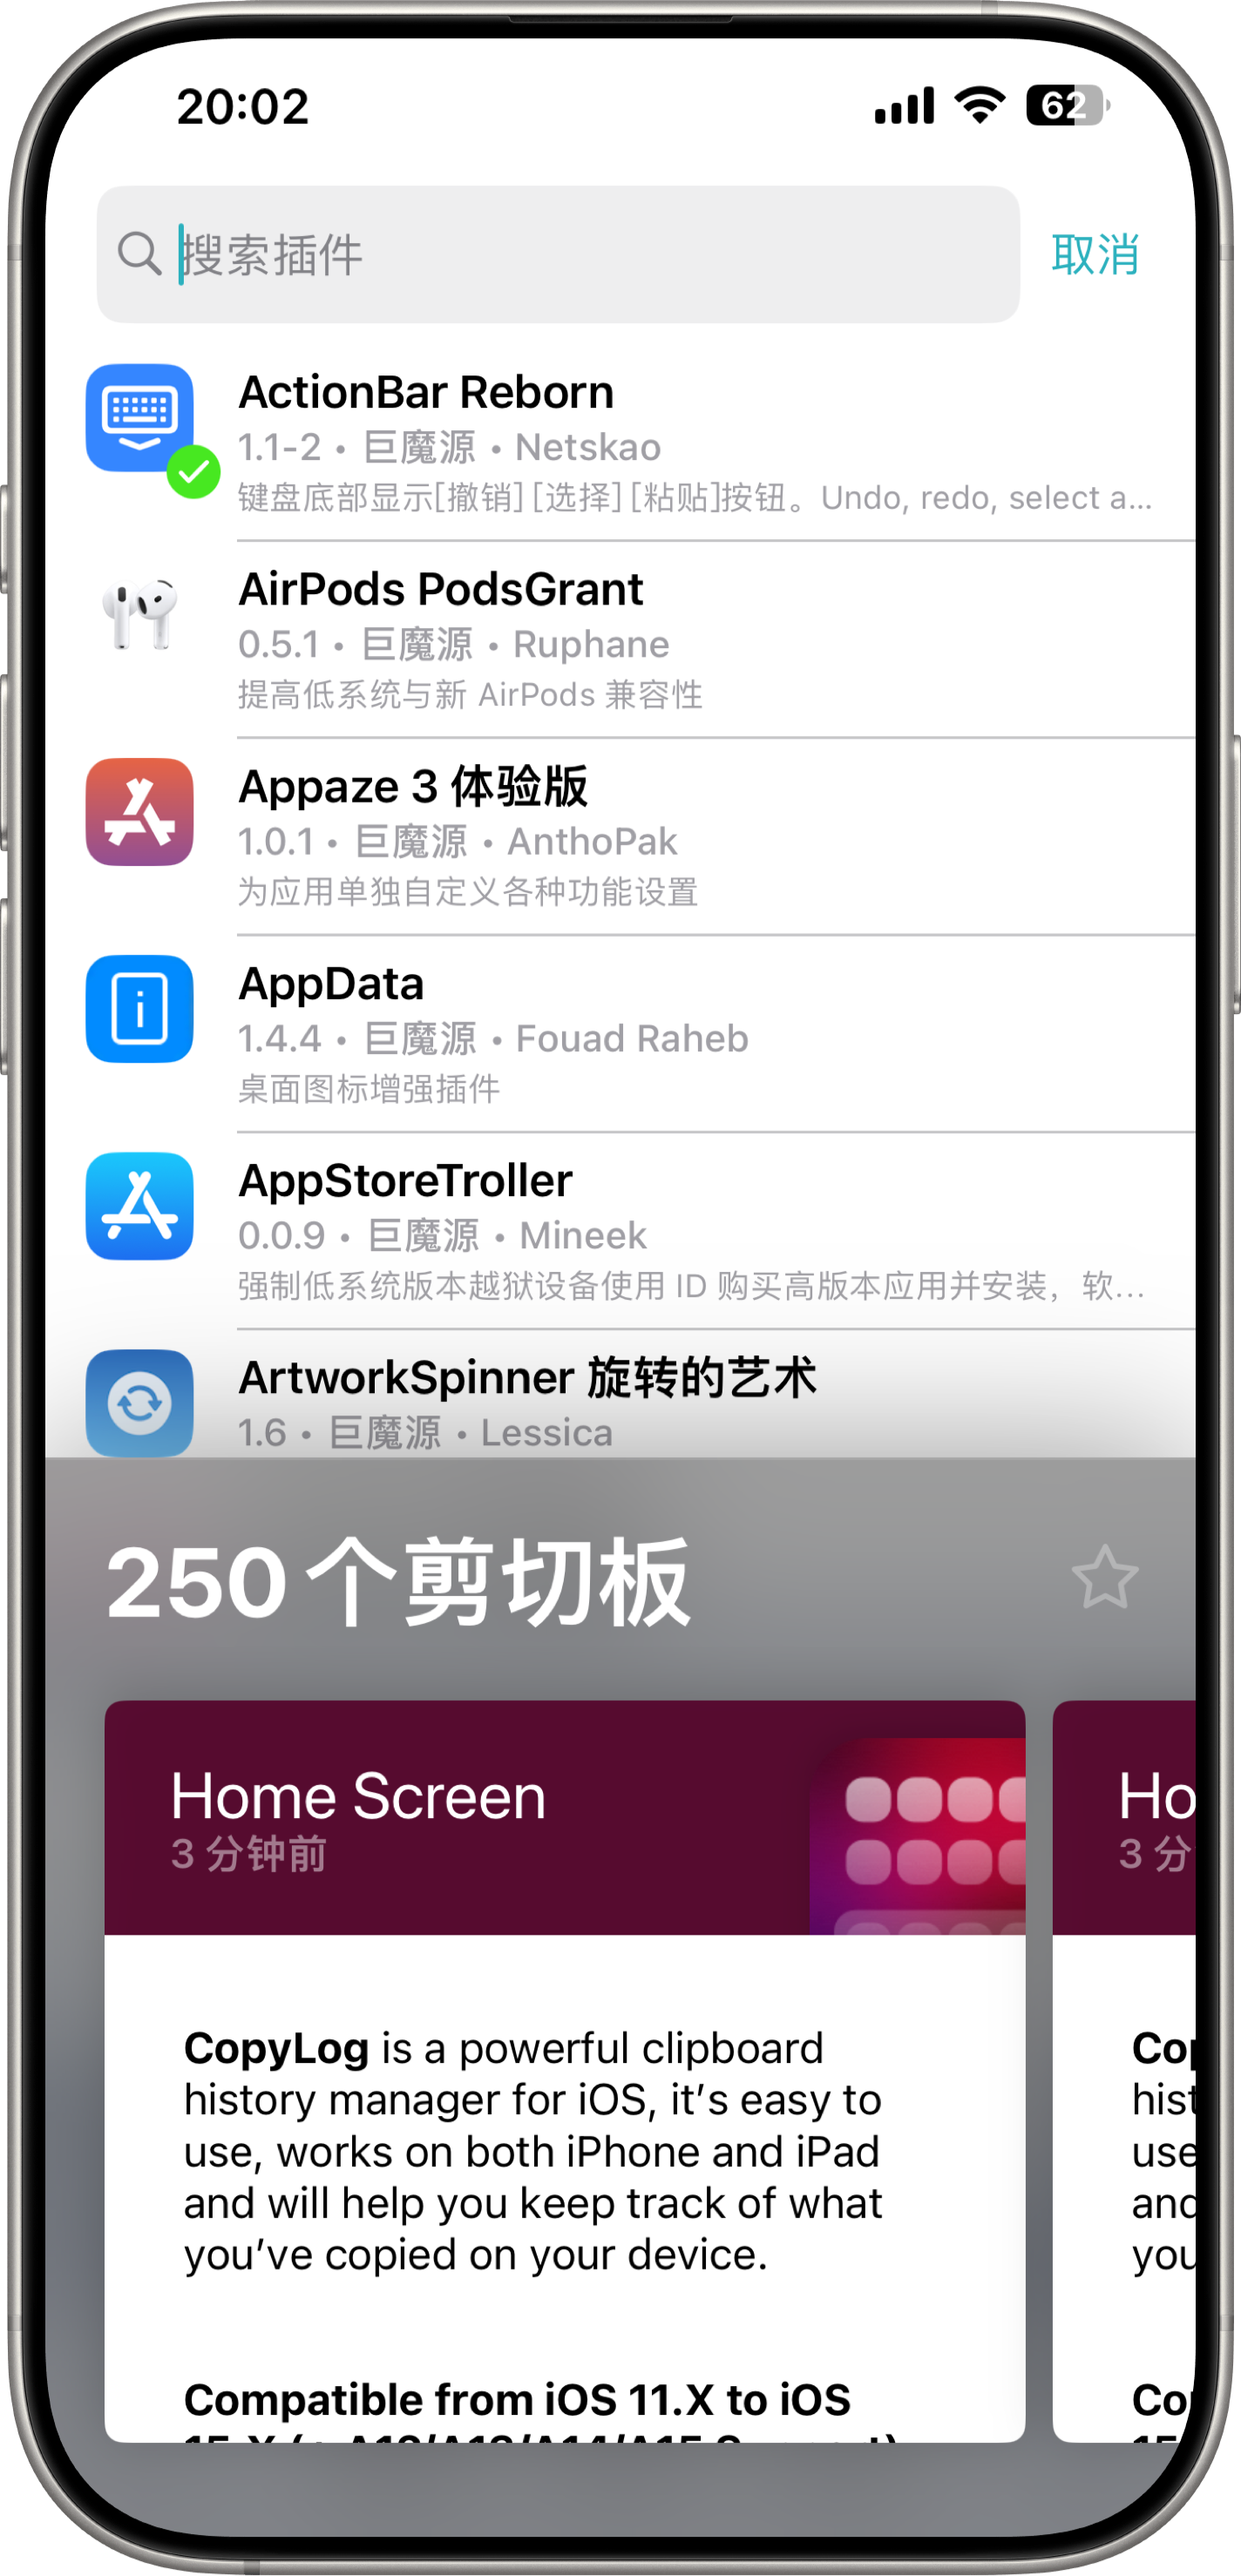 20:02
62
搜索插件
取消
ActionBar Reborn
1.1-2 • 巨魔源 • Netskao
键盘底部显示[撤销] [选择] [粘贴]按钮。Undo, redo, select a...
AirPods PodsGrant
0.5.1 • 巨魔源 • Ruphane
提高低系统与新 AirPods 兼容性
Appaze 3 体验版
1.0.1 • 巨魔源 • AnthoPak
为应用单独自定义各种功能设置
AppData
1.4.4 • 巨魔源 • Fouad Raheb
桌面图标增强插件
AppStoreTroller
0.0.9 • 巨魔源 • Mineek
强制低系统版本越狱设备使用 ID 购买高版本应用并安装，软...
ArtworkSpinner 旋转的艺术
1.6 • 巨魔源 • Lessica
250 个剪切板
Home Screen
3 分钟前
CopyLog is a powerful clipboard
history manager for iOS, it's easy to
use, works on both iPhone and iPad
and will help you keep track of what
you've copied on your device.
Compatible from iOS 11.X to iOS
Ho
3 分
Cop
hist
use
and
you
Co